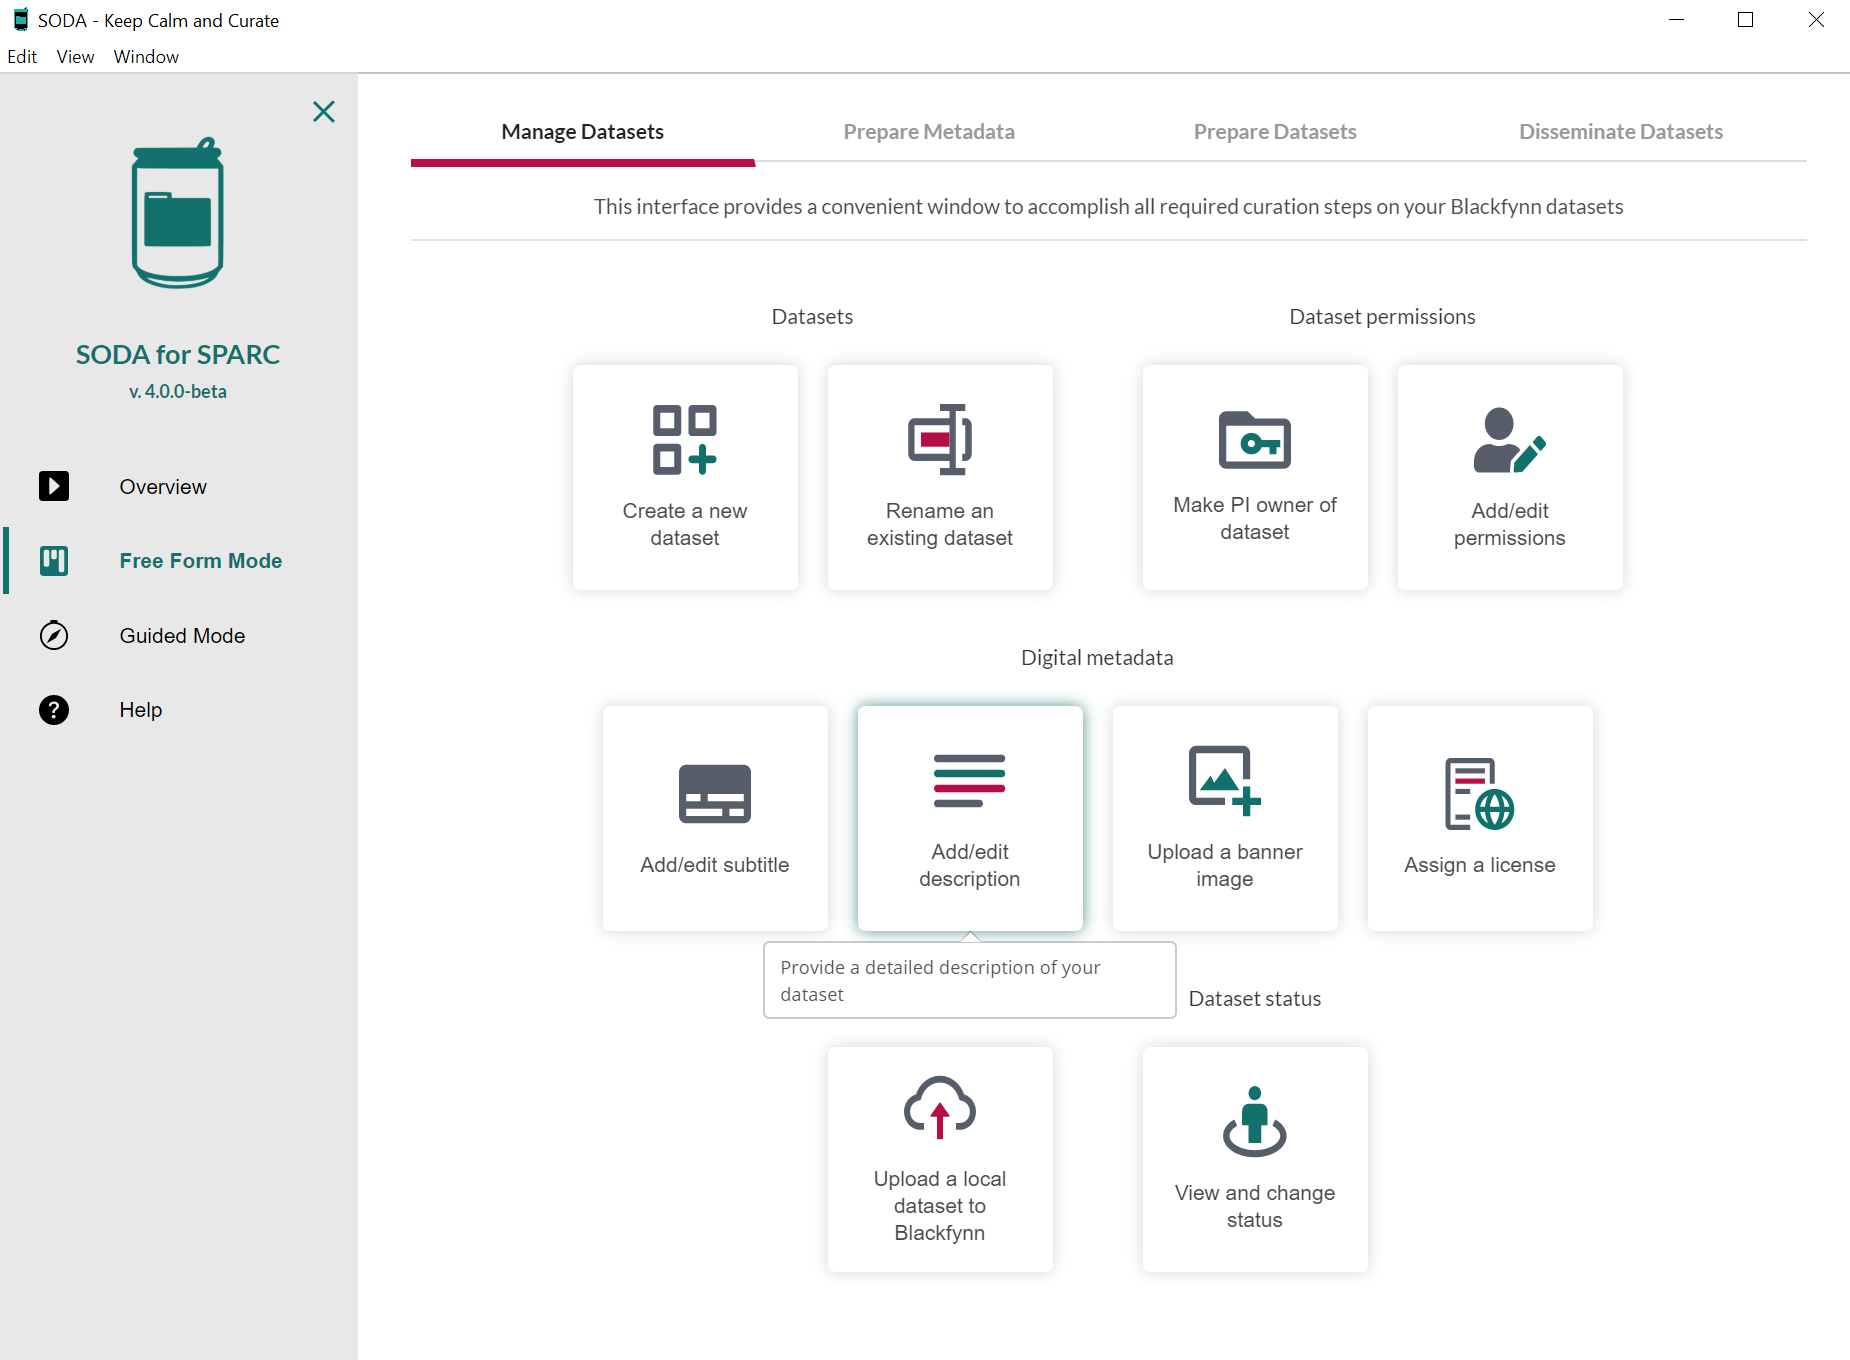 SODA - Keep Calm and Curate
Edit View Window
SODA for SPARC
v. 4.0.0-beta
Overview
Free Form Mode
Guided Mode
Help
Manage Datasets
Prepare Metadata
Prepare Datasets
Disseminate Datasets
This interface provides a convenient window to accomplish all required curation steps on your Blackfynn datasets
Datasets
Create a new
dataset
Rename an
existing dataset
Dataset permissions
Make PI owner of
dataset
Add/edit
permissions
Digital metadata
Add/edit subtitle
Add/edit
description
Upload a banner
image
Assign a license
Provide a detailed description of your
dataset
Upload a local
dataset to
Blackfynn
Dataset status
View and change
status